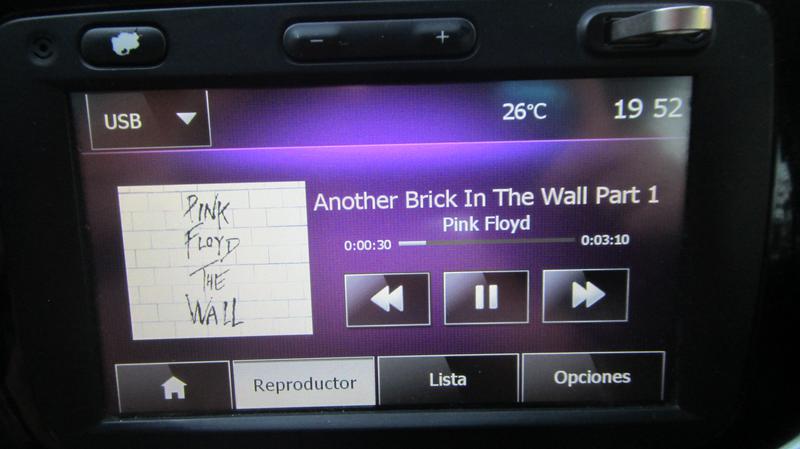 − +
USB 26°C 19 52
PINK
FLOYD
THE
WALL
Another Brick In The Wall Part 1
Pink Floyd
0:00:30 0:03:10
Reproductor Lista Opciones